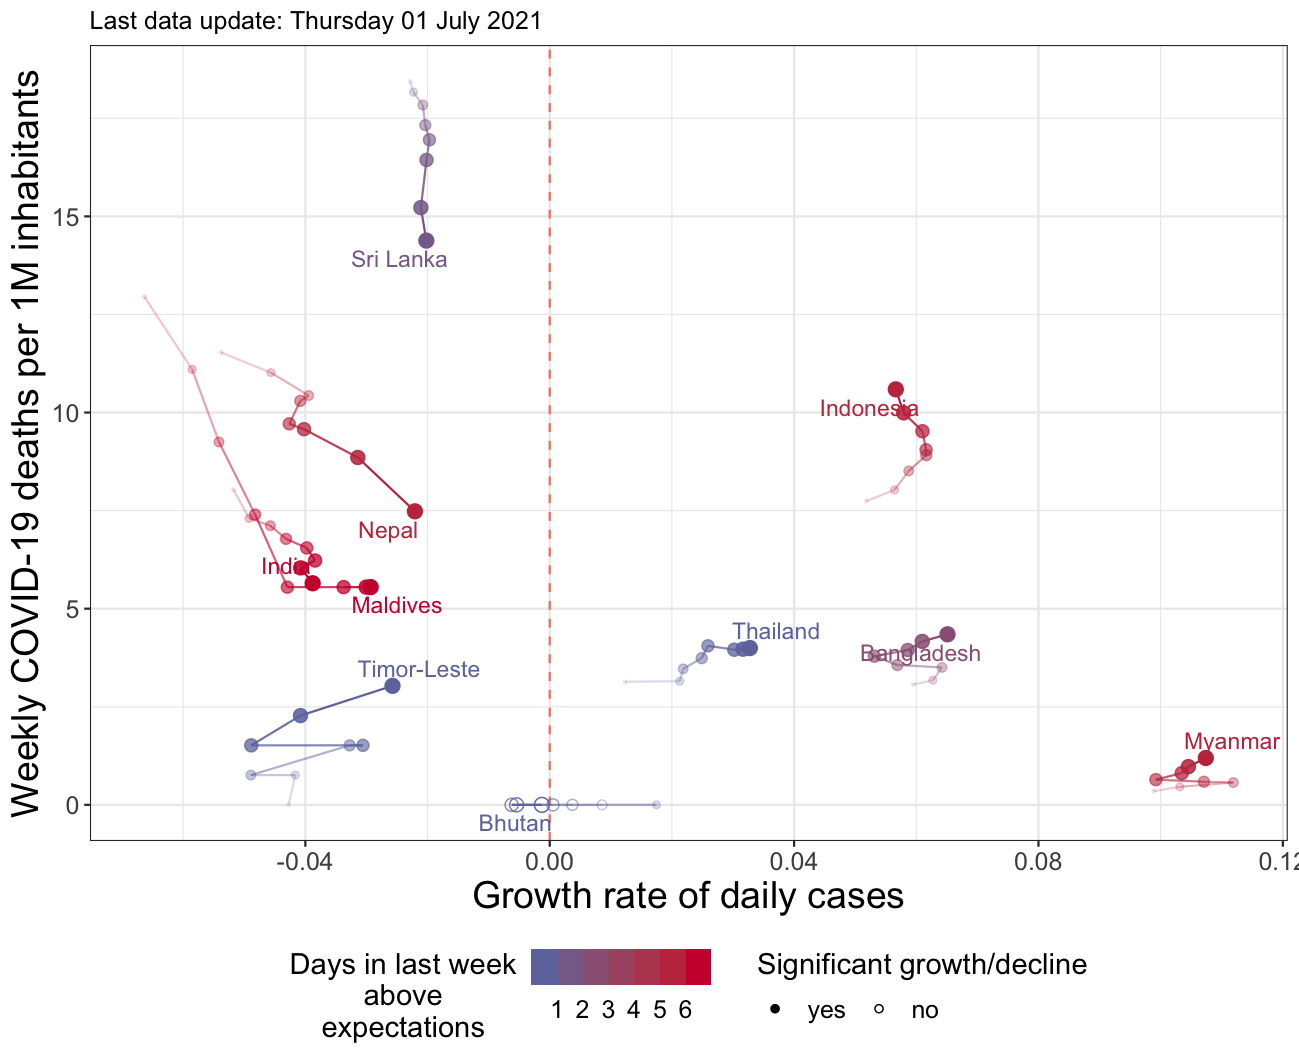 Last data update: Thursday 01 July 2021
Weekly COVID-19 deaths per 1M inhabitants
15
10
5
0
Sri Lanka
Indonesia
Nepal
India
Maldives
Thailand
Bangladesh
Timor-Leste
Myanmar
Bhutan
-0.04 0.00 0.04 0.08 0.12
Growth rate of daily cases
Days in last week
above
expectations
1 2 3 4 5 6
Significant growth/decline
yes no